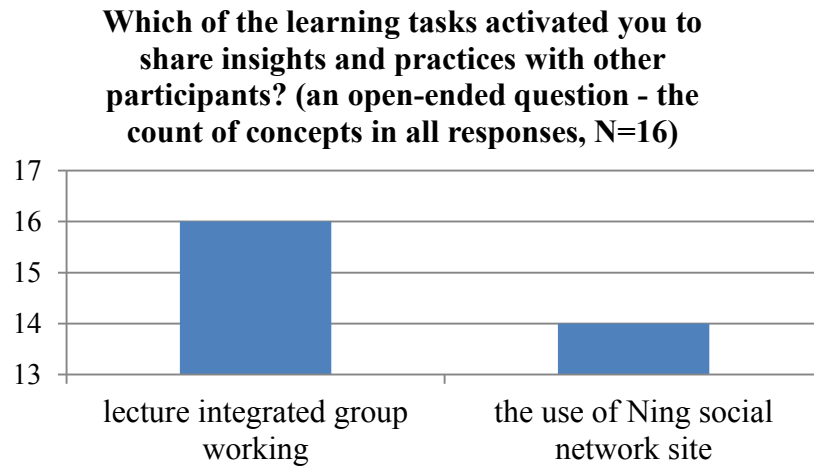 Which of the learning tasks activated you to
share insights and practices with other
participants? (an open-ended question - the
count of concepts in all responses, N=16)
17
16
15
14
13
lecture integrated group
working
the use of Ning social
network site